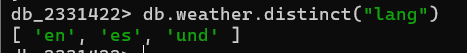 db_2331422> db.weather.distinct("lang")
[ 'en', 'es', 'und' ]